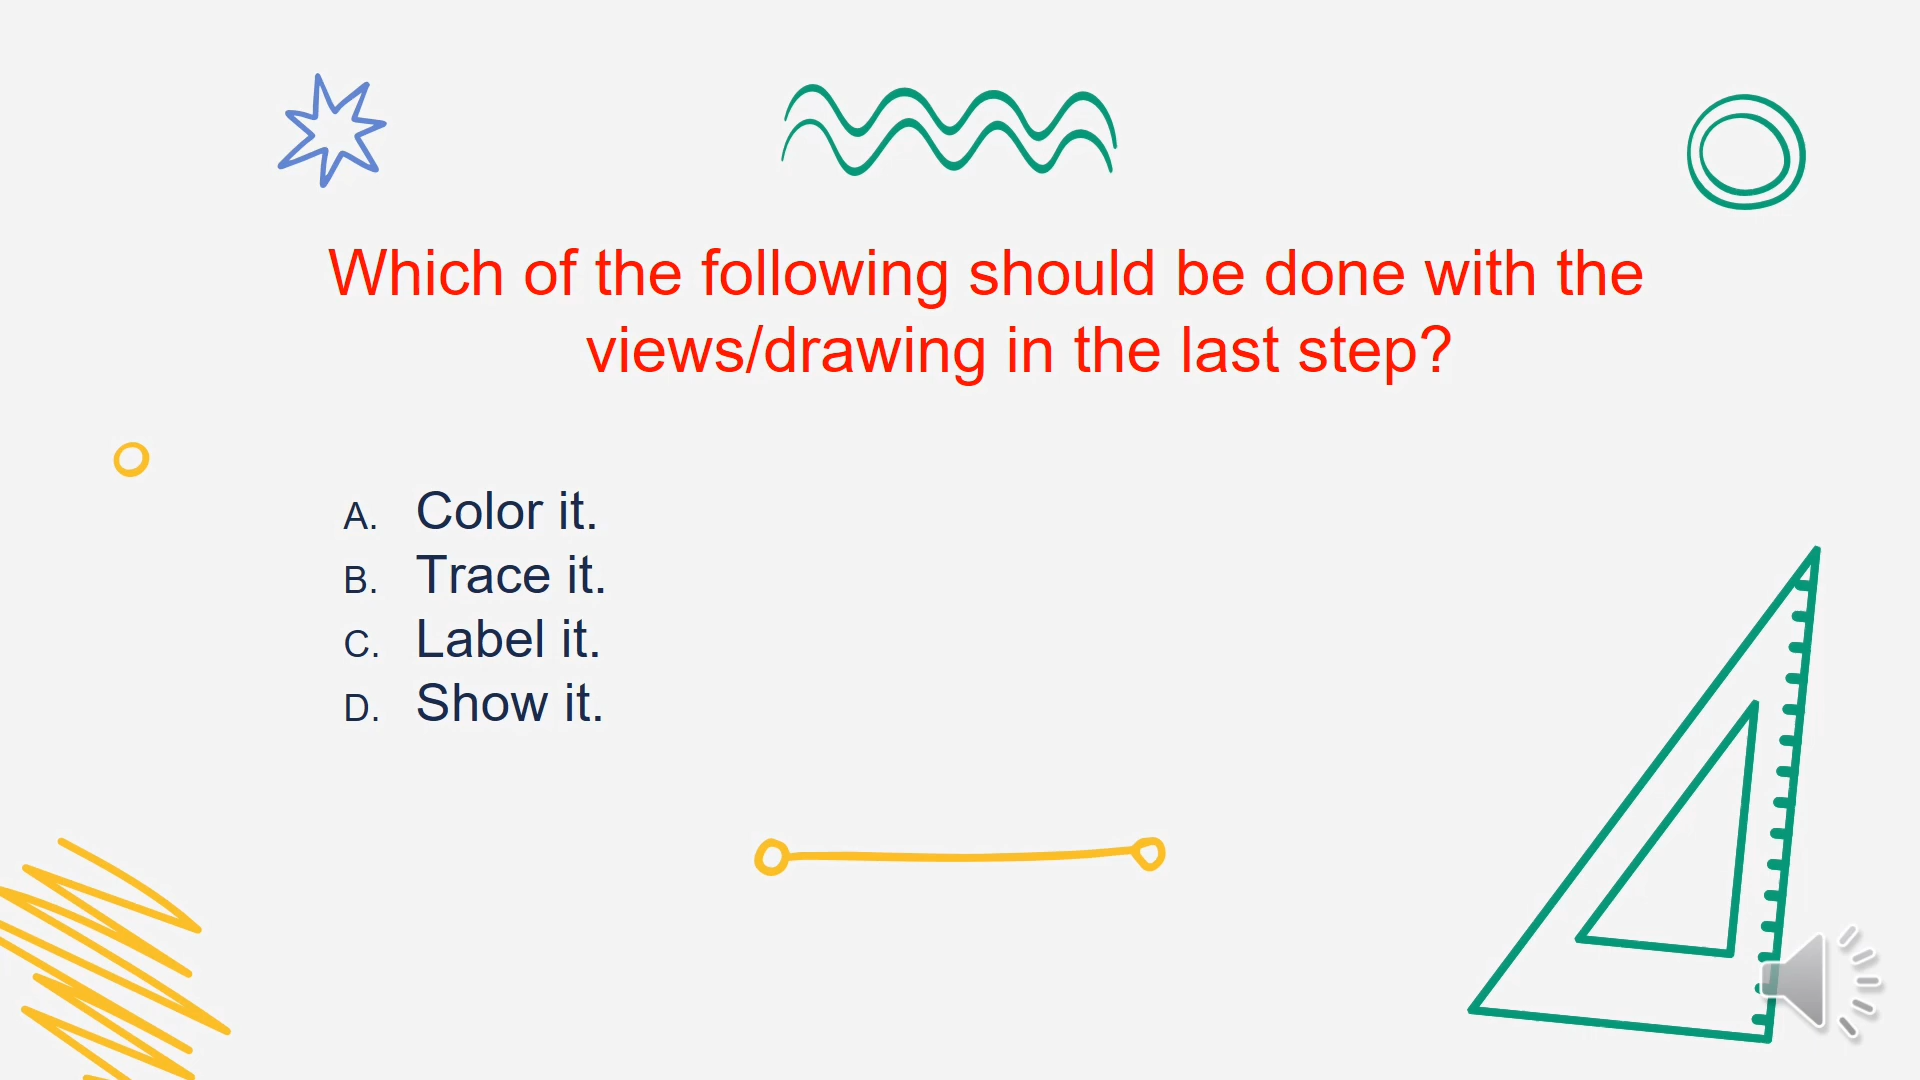 Which of the following should be done with the
views/drawing in the last step?
A. Color it.
B. Trace it.
C. Label it.
D. Show it.